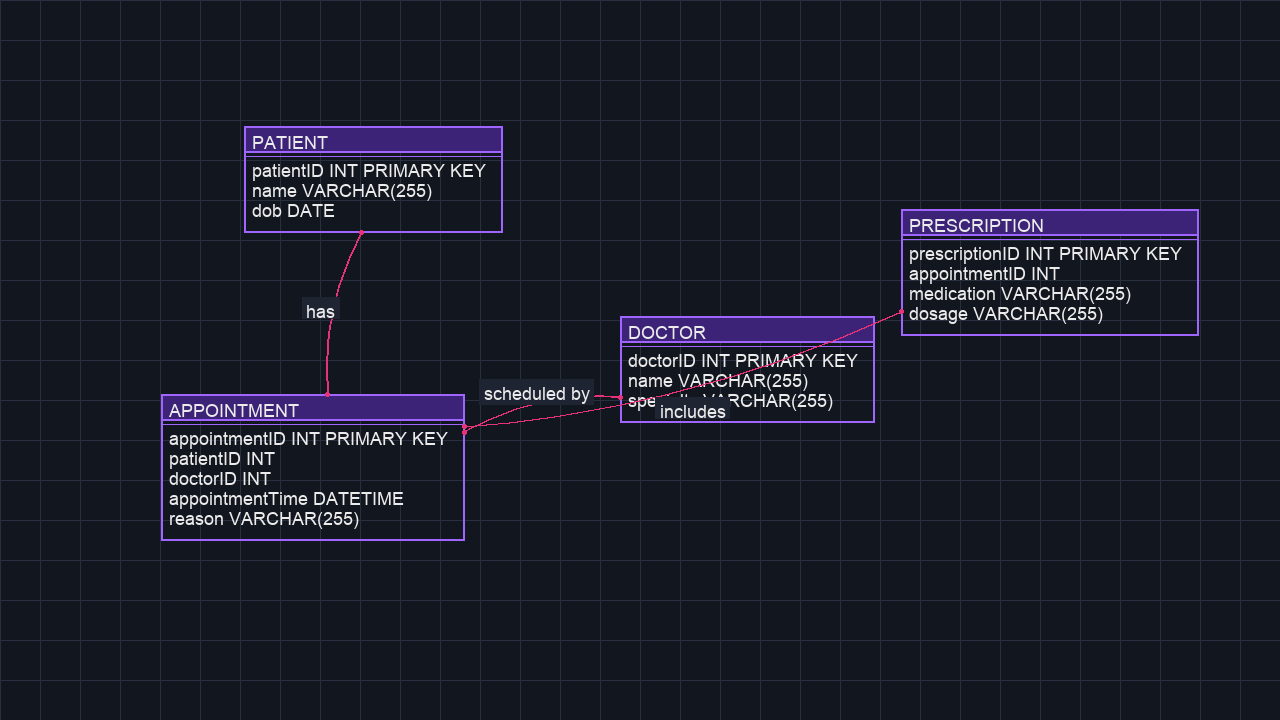 PATIENT
patientID INT PRIMARY KEY
name VARCHAR(255)
dob DATE
has
APPOINTMENT
appointmentID INT PRIMARY KEY
patientID INT
doctorID INT
appointmentTime DATETIME
reason VARCHAR(255)
scheduled by
DOCTOR
doctorID INT PRIMARY KEY
name VARCHAR(255)
VARCHAR(255)
includes
PRESCRIPTION
prescriptionID INT PRIMARY KEY
appointmentID INT
medication VARCHAR(255)
dosage VARCHAR(255)